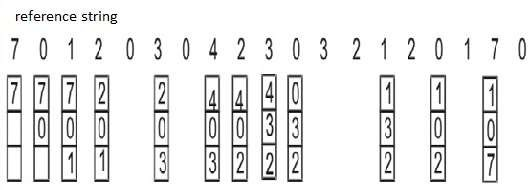 reference string
7 0 1 2 0 3 0 4 2 3 0 3 2 1 2 0 1 7 0
7 7 7 2 2 4 4 4 0 1 1 1
0 0 0 0 0 0 3 3 3 0 0
1 1 3 3 2 2 2 2 2 7